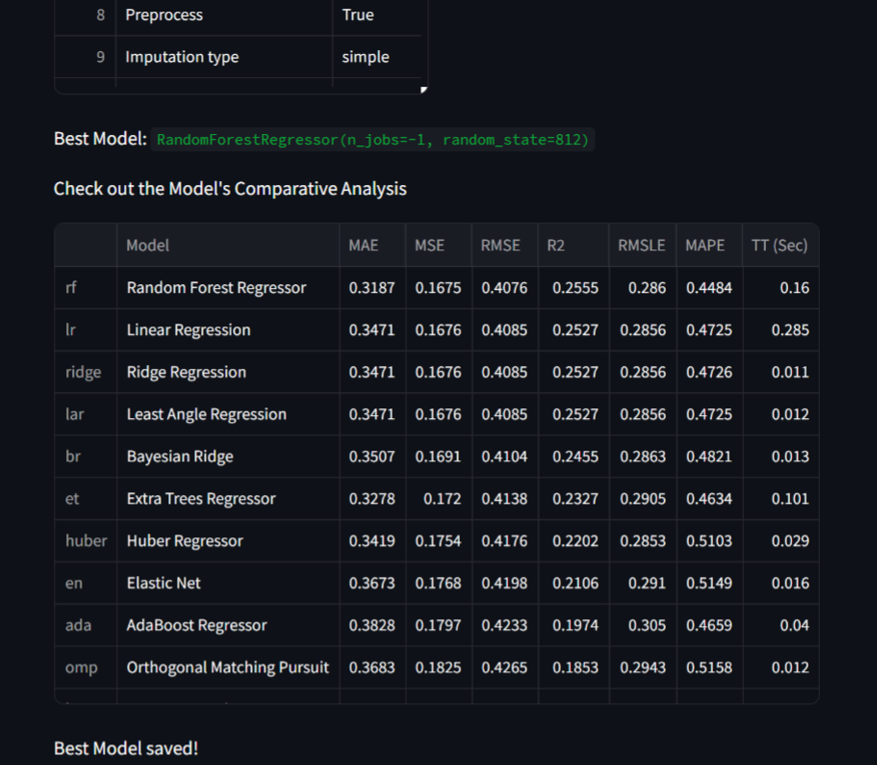 8 Preprocess True
9 Imputation type simple
Best Model: RandomForestRegressor(n_jobs=-1, random_state=812)
Check out the Model's Comparative Analysis
Model MAE MSE RMSE R2 RMSLE MAPE TT (Sec)
rf Random Forest Regressor 0.3187 0.1675 0.4076 0.2555 0.286 0.4484 0.16
lr Linear Regression 0.3471 0.1676 0.4085 0.2527 0.2856 0.4725 0.285
ridge Ridge Regression 0.3471 0.1676 0.4085 0.2527 0.2856 0.4726 0.011
lar Least Angle Regression 0.3471 0.1676 0.4085 0.2527 0.2856 0.4725 0.012
br Bayesian Ridge 0.3507 0.1691 0.4104 0.2455 0.2863 0.4821 0.013
et Extra Trees Regressor 0.3278 0.172 0.4138 0.2327 0.2905 0.4634 0.101
huber Huber Regressor 0.3419 0.1754 0.4176 0.2202 0.2853 0.5103 0.029
en Elastic Net 0.3673 0.1768 0.4198 0.2106 0.291 0.5149 0.016
ada AdaBoost Regressor 0.3828 0.1797 0.4233 0.1974 0.305 0.4659 0.04
omp Orthogonal Matching Pursuit 0.3683 0.1825 0.4265 0.1853 0.2943 0.5158 0.012
Best Model saved!